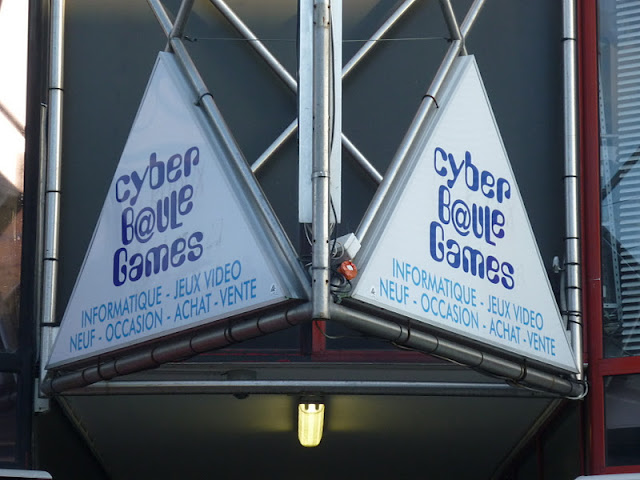 cyber
B@ULe
Games
INFORMATIQUE - JEUX VIDEO
NEUF - OCCASION - ACHAT - VENTE
cyber
B@ULe
Games
INFORMATIQUE - JEUX VIDEO
NEUF - OCCASION - ACHAT - VENTE